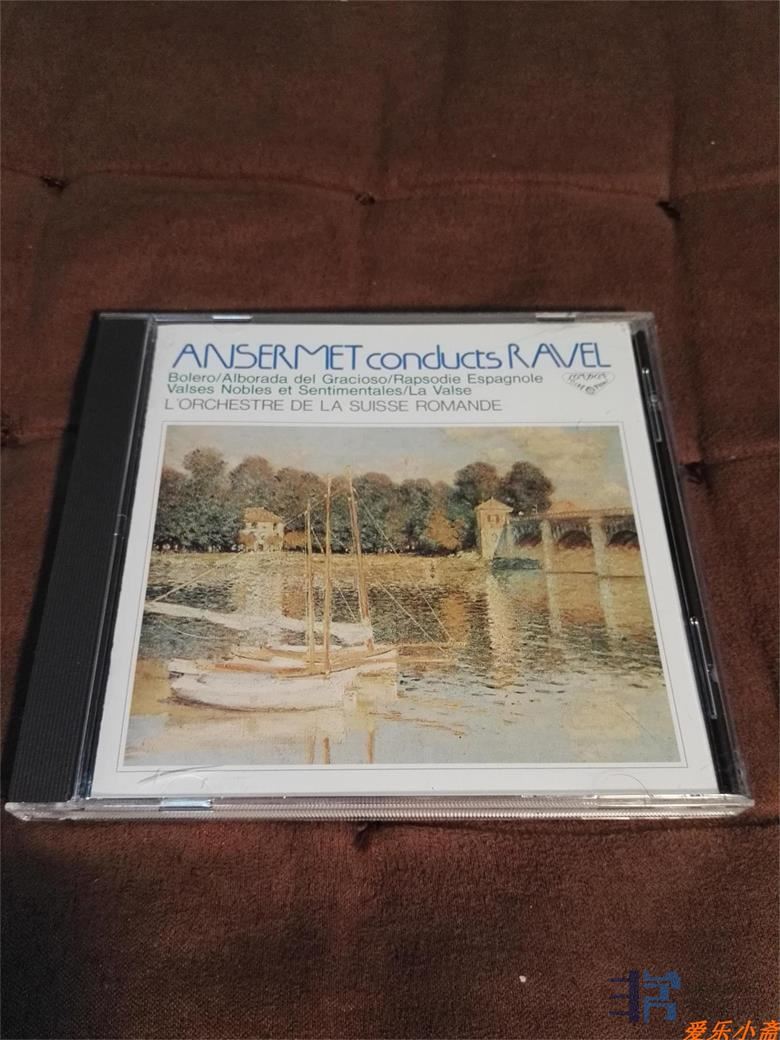 ANSERMET conducts RAVEL
Bolero/Alborada del Gracioso/Rapsodie Espagnole
Valses Nobles et Sentimentales/La Valse
L'ORCHESTRE DE LA SUISSE ROMANDE
LONDON
爱乐小斋